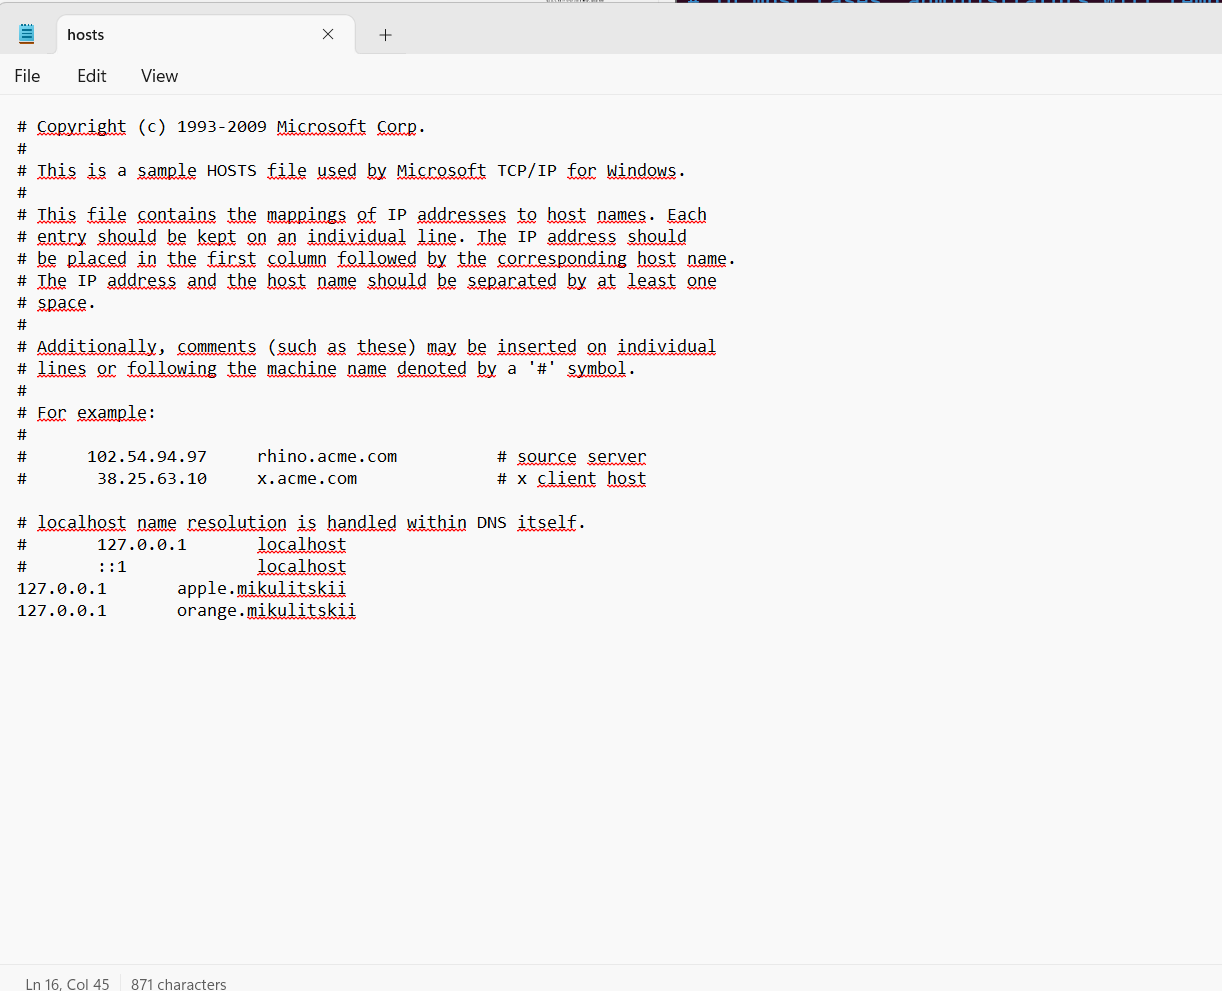 hosts
File Edit View
# Copyright (c) 1993-2009 Microsoft Corp.
#
# This is a sample HOSTS file used by Microsoft TCP/IP for Windows.
#
# This file contains the mappings of IP addresses to host names. Each
# entry should be kept on an individual line. The IP address should
# be placed in the first column followed by the corresponding host name.
# The IP address and the host name should be separated by at least one
# space.
#
# Additionally, comments (such as these) may be inserted on individual
# lines or following the machine name denoted by a '#' symbol.
#
# For example:
#
#      102.54.94.97     rhino.acme.com          # source server
#       38.25.63.10     x.acme.com              # x client host

# localhost name resolution is handled within DNS itself.
#       127.0.0.1       localhost
#       ::1             localhost
127.0.0.1       apple.mikulitskii
127.0.0.1       orange.mikulitskii
Ln 16, Col 45 871 characters